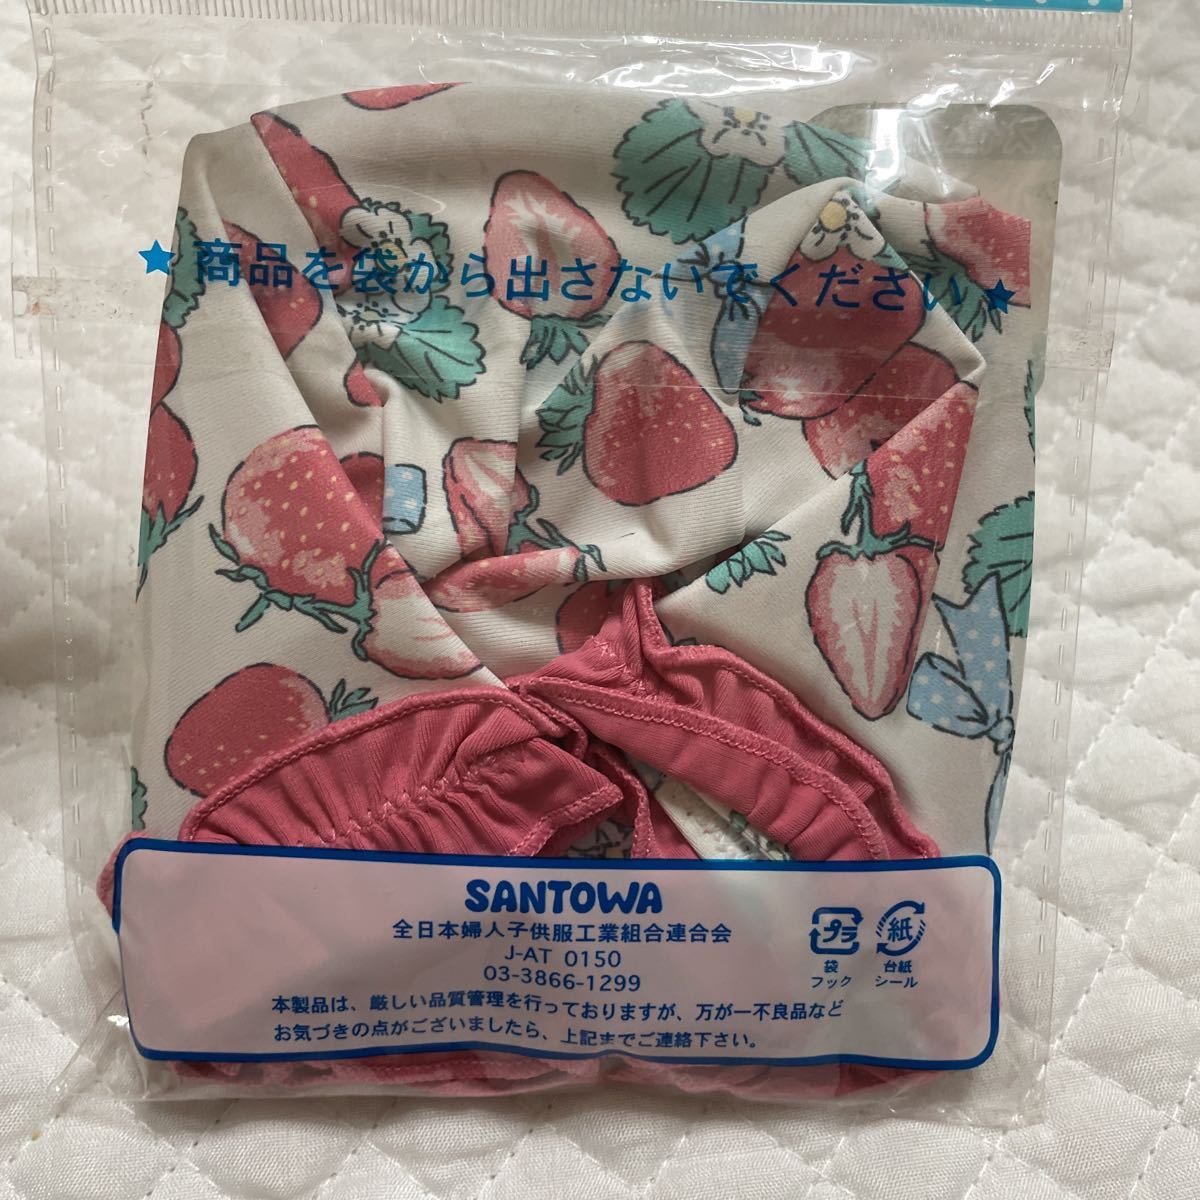 ★商品を袋から出さないでください★
SANTOWA
全日本婦人子供服工業組合連合会
J-AT 0150
03-3866-1299
本製品は、厳しい品質管理を行っておりますが、万が一不良品など
お気づきの点がございましたら、上記までご連絡下さい。
プラ
袋
フック
紙
台紙
シール